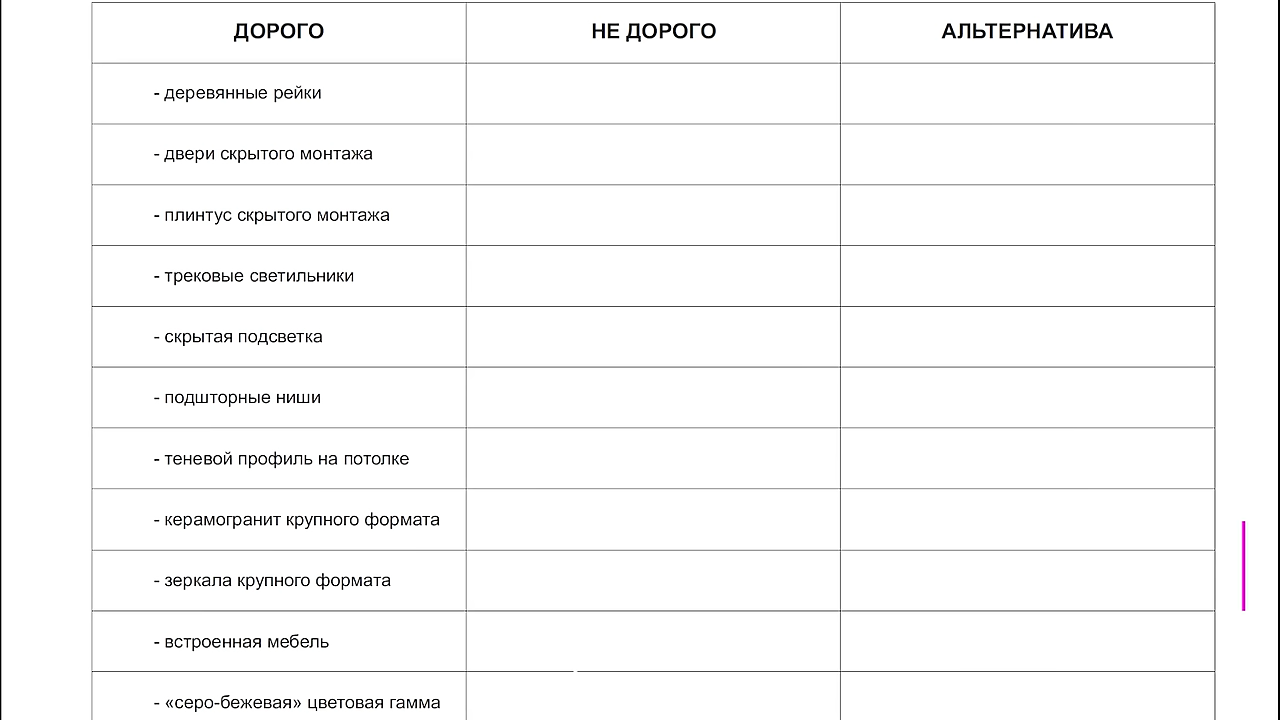 ДОРОГО НЕ ДОРОГО АЛЬТЕРНАТИВА
- деревянные рейки
- двери скрытого монтажа
- плинтус скрытого монтажа
- трековые светильники
- скрытая подсветка
- подшторные ниши
- теневой профиль на потолке
- керамогранит крупного формата
- зеркала крупного формата
- встроенная мебель
- «серо-бежевая» цветовая гамма